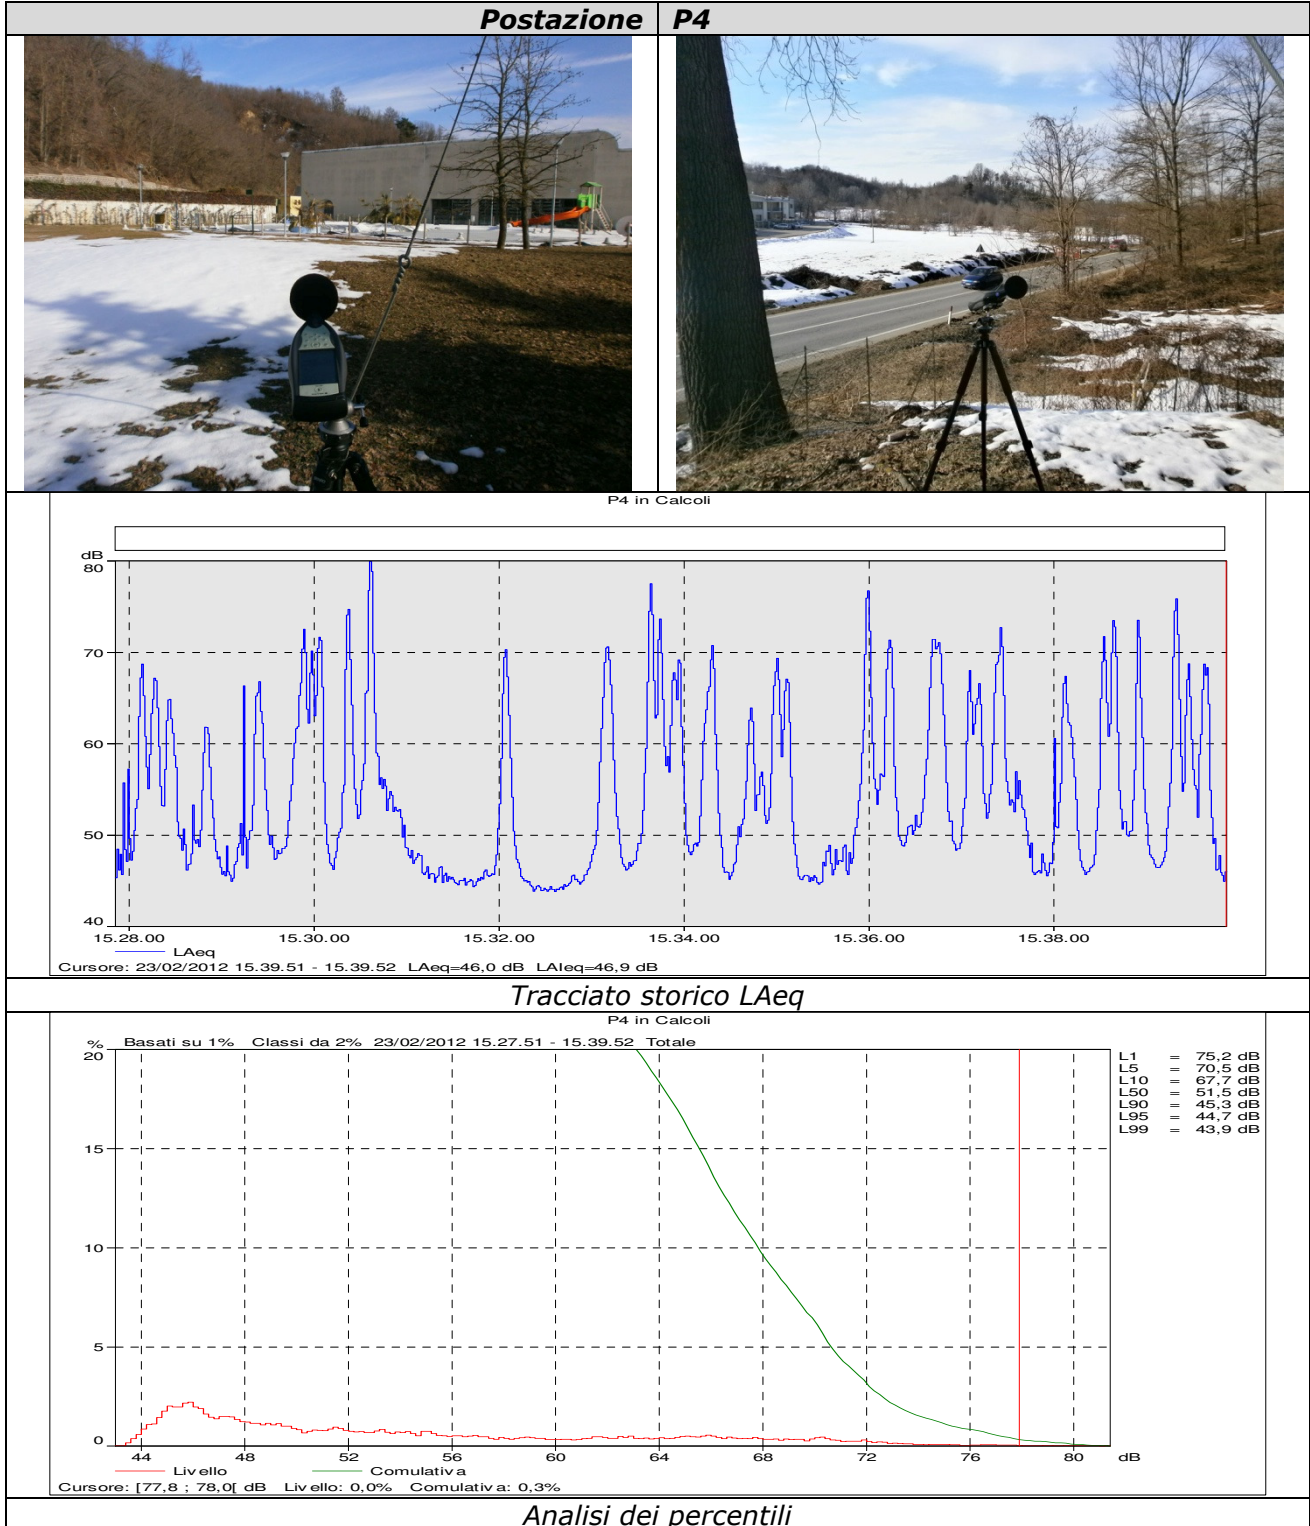 Postazione P4
P4 in Calcoli
dB
80
70
60
50
40
15.28.00 15.30.00 15.32.00 15.34.00 15.36.00 15.38.00
LAeq
Cursore: 23/02/2012 15.39.51 - 15.39.52 LAeq=46,0 dB LAIeq=46,9 dB
Tracciato storico LAeq
P4 in Calcoli
% Basati su 1% Classi da 2% 23/02/2012 15.27.51 - 15.39.52 Totale
20
15
10
5
0
44 48 52 56 60 64 68 72 76 80 dB
L1 = 75,2 dB
L5 = 70,5 dB
L10 = 67,7 dB
L50 = 51,5 dB
L90 = 45,3 dB
L95 = 44,7 dB
L99 = 43,9 dB
Livello Comulativa
Cursore: [77,8 ; 78,0[ dB Livello: 0,0% Comulativa: 0,3%
Analisi dei percentili